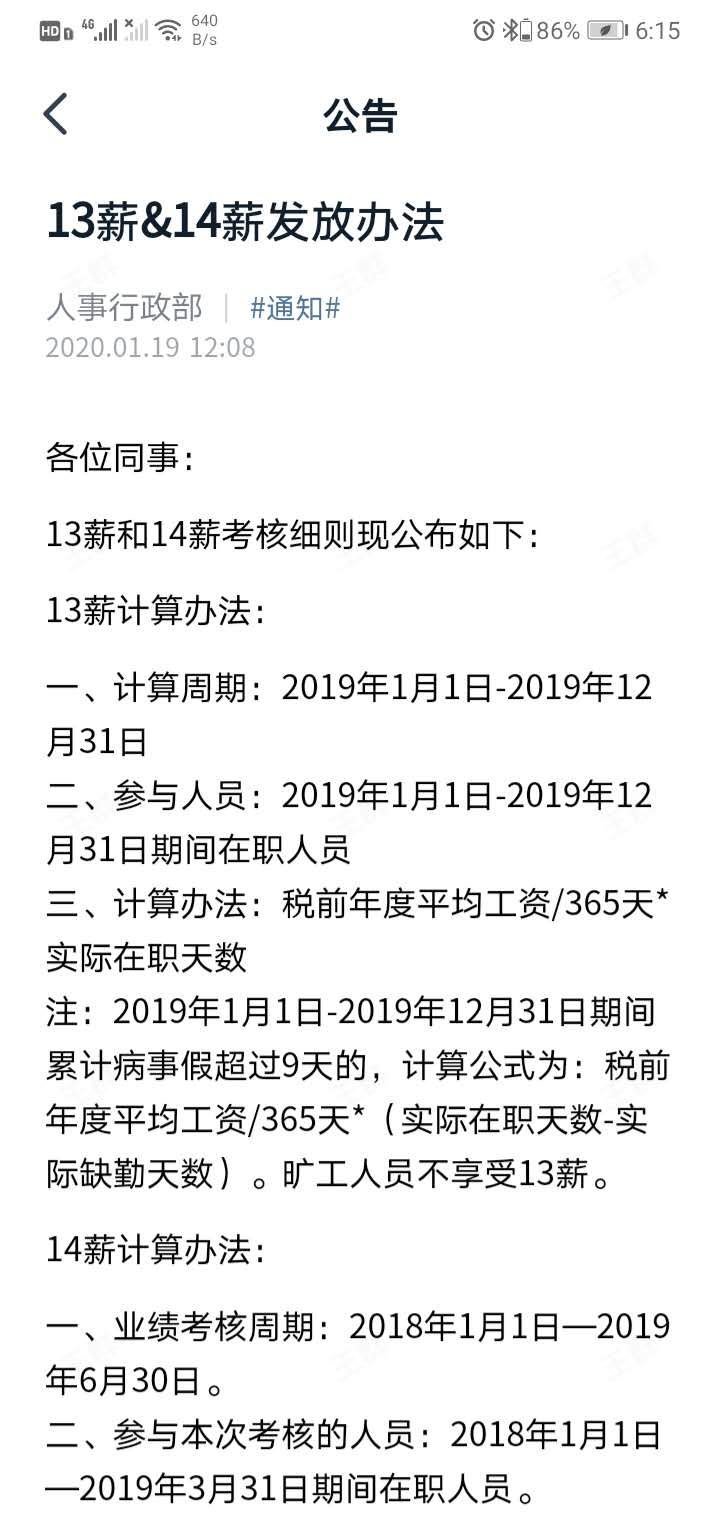 HD 1 4G 640 B/s 86% 6:15
公告
13薪&14薪发放办法
人事行政部 | #通知#
2020.01.19 12:08
各位同事：
13薪和14薪考核细则现公布如下：
13薪计算办法：
一、计算周期：2019年1月1日-2019年12
月31日
二、参与人员：2019年1月1日-2019年12
月31日期间在职人员
三、计算办法：税前年度平均工资/365天*
实际在职天数
注：2019年1月1日-2019年12月31日期间
累计病事假超过9天的，计算公式为：税前
年度平均工资/365天*（实际在职天数-实
际缺勤天数）。旷工人员不享受13薪。
14薪计算办法：
一、业绩考核周期：2018年1月1日—2019
年6月30日。
二、参与本次考核的人员：2018年1月1日
—2019年3月31日期间在职人员。